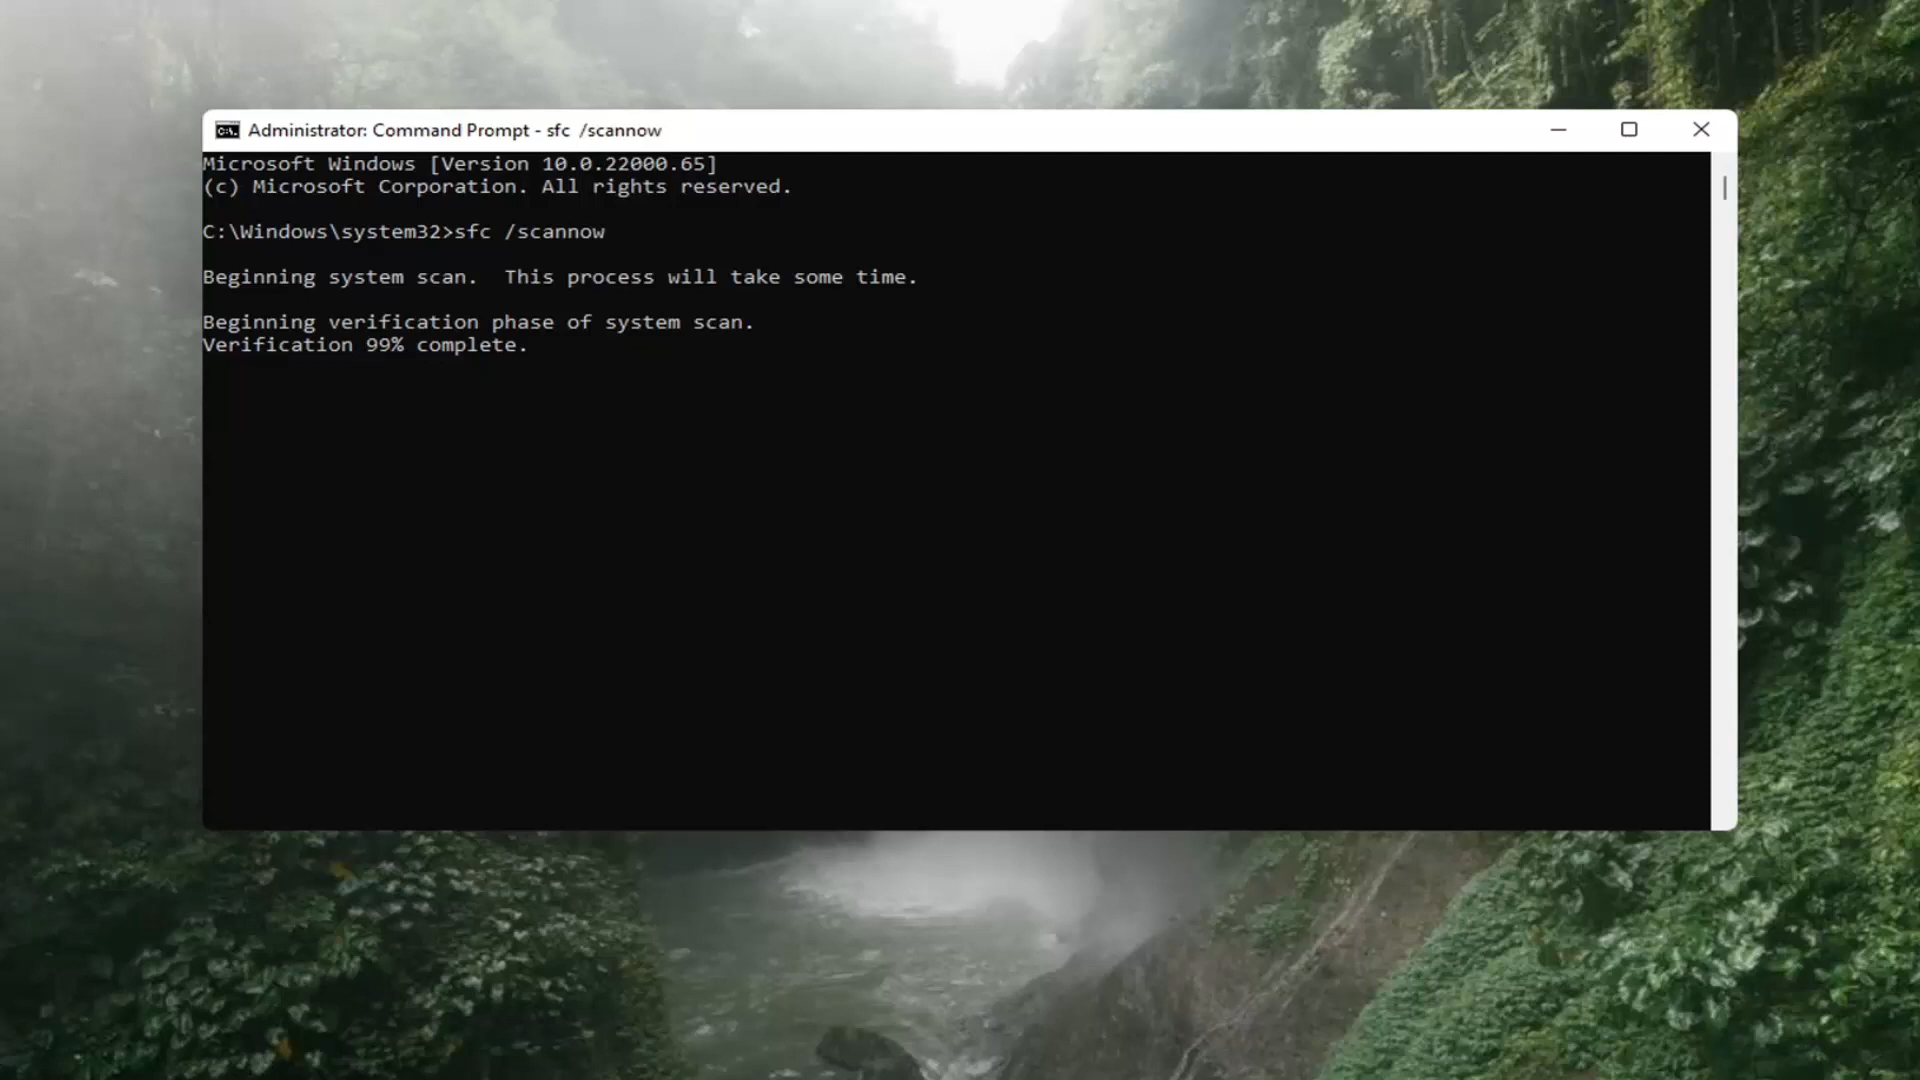 Administrator: Command Prompt - sfc  /scannow
Microsoft Windows [Version 10.0.22000.65]
(c) Microsoft Corporation. All rights reserved.
C:\Windows\system32>sfc /scannow
Beginning system scan.  This process will take some time.
Beginning verification phase of system scan.
Verification 99% complete.